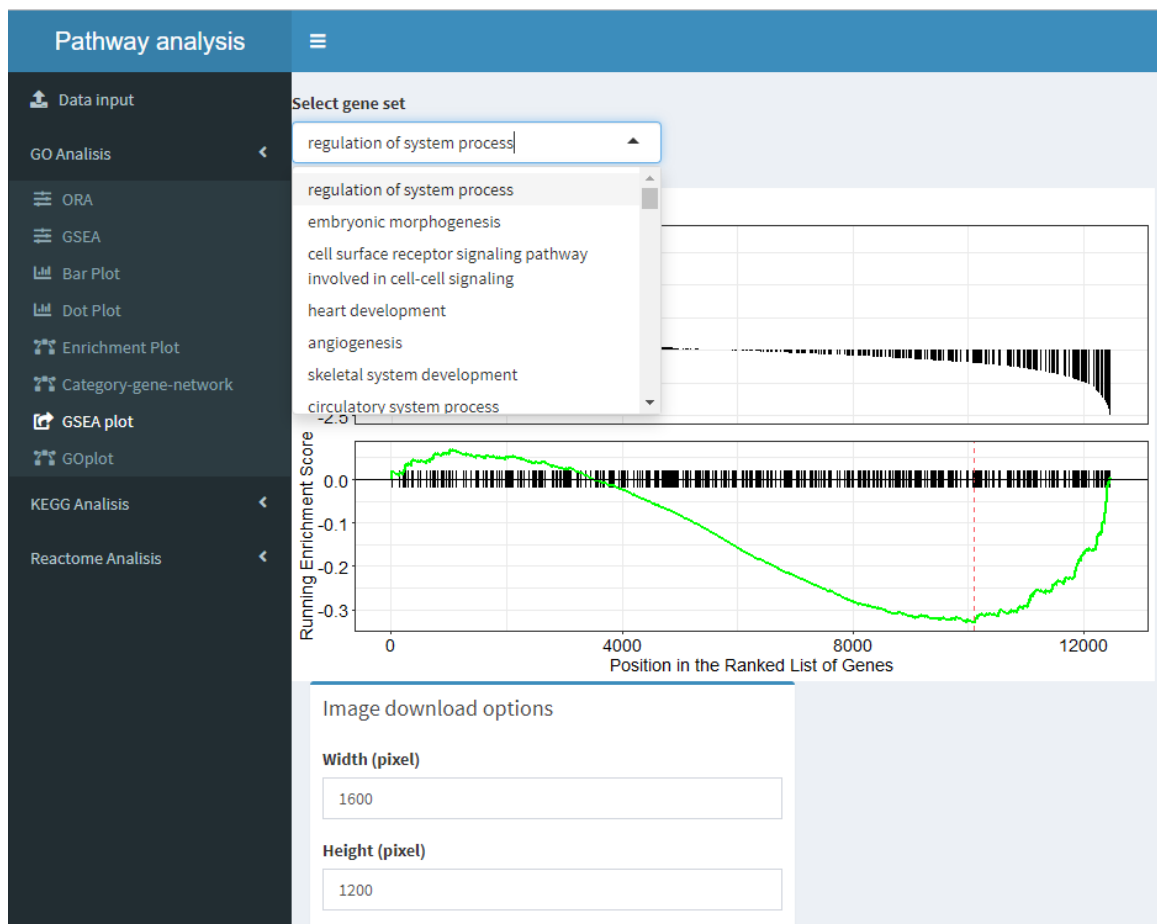 Pathway analysis
Data input
GO Analisis
ORA
GSEA
Bar Plot
Dot Plot
Enrichment Plot
Category-gene-network
GSEA plot
GOplot
KEGG Analisis
Reactome Analisis
Select gene set
regulation of system process
regulation of system process
embryonic morphogenesis
cell surface receptor signaling pathway
involved in cell-cell signaling
heart development
angiogenesis
skeletal system development
circulatory system process
-2.5
Running Enrichment Score
0.0
-0.1
-0.2
-0.3
0 4000 8000 12000
Position in the Ranked List of Genes
Image download options
Width (pixel)
1600
Height (pixel)
1200